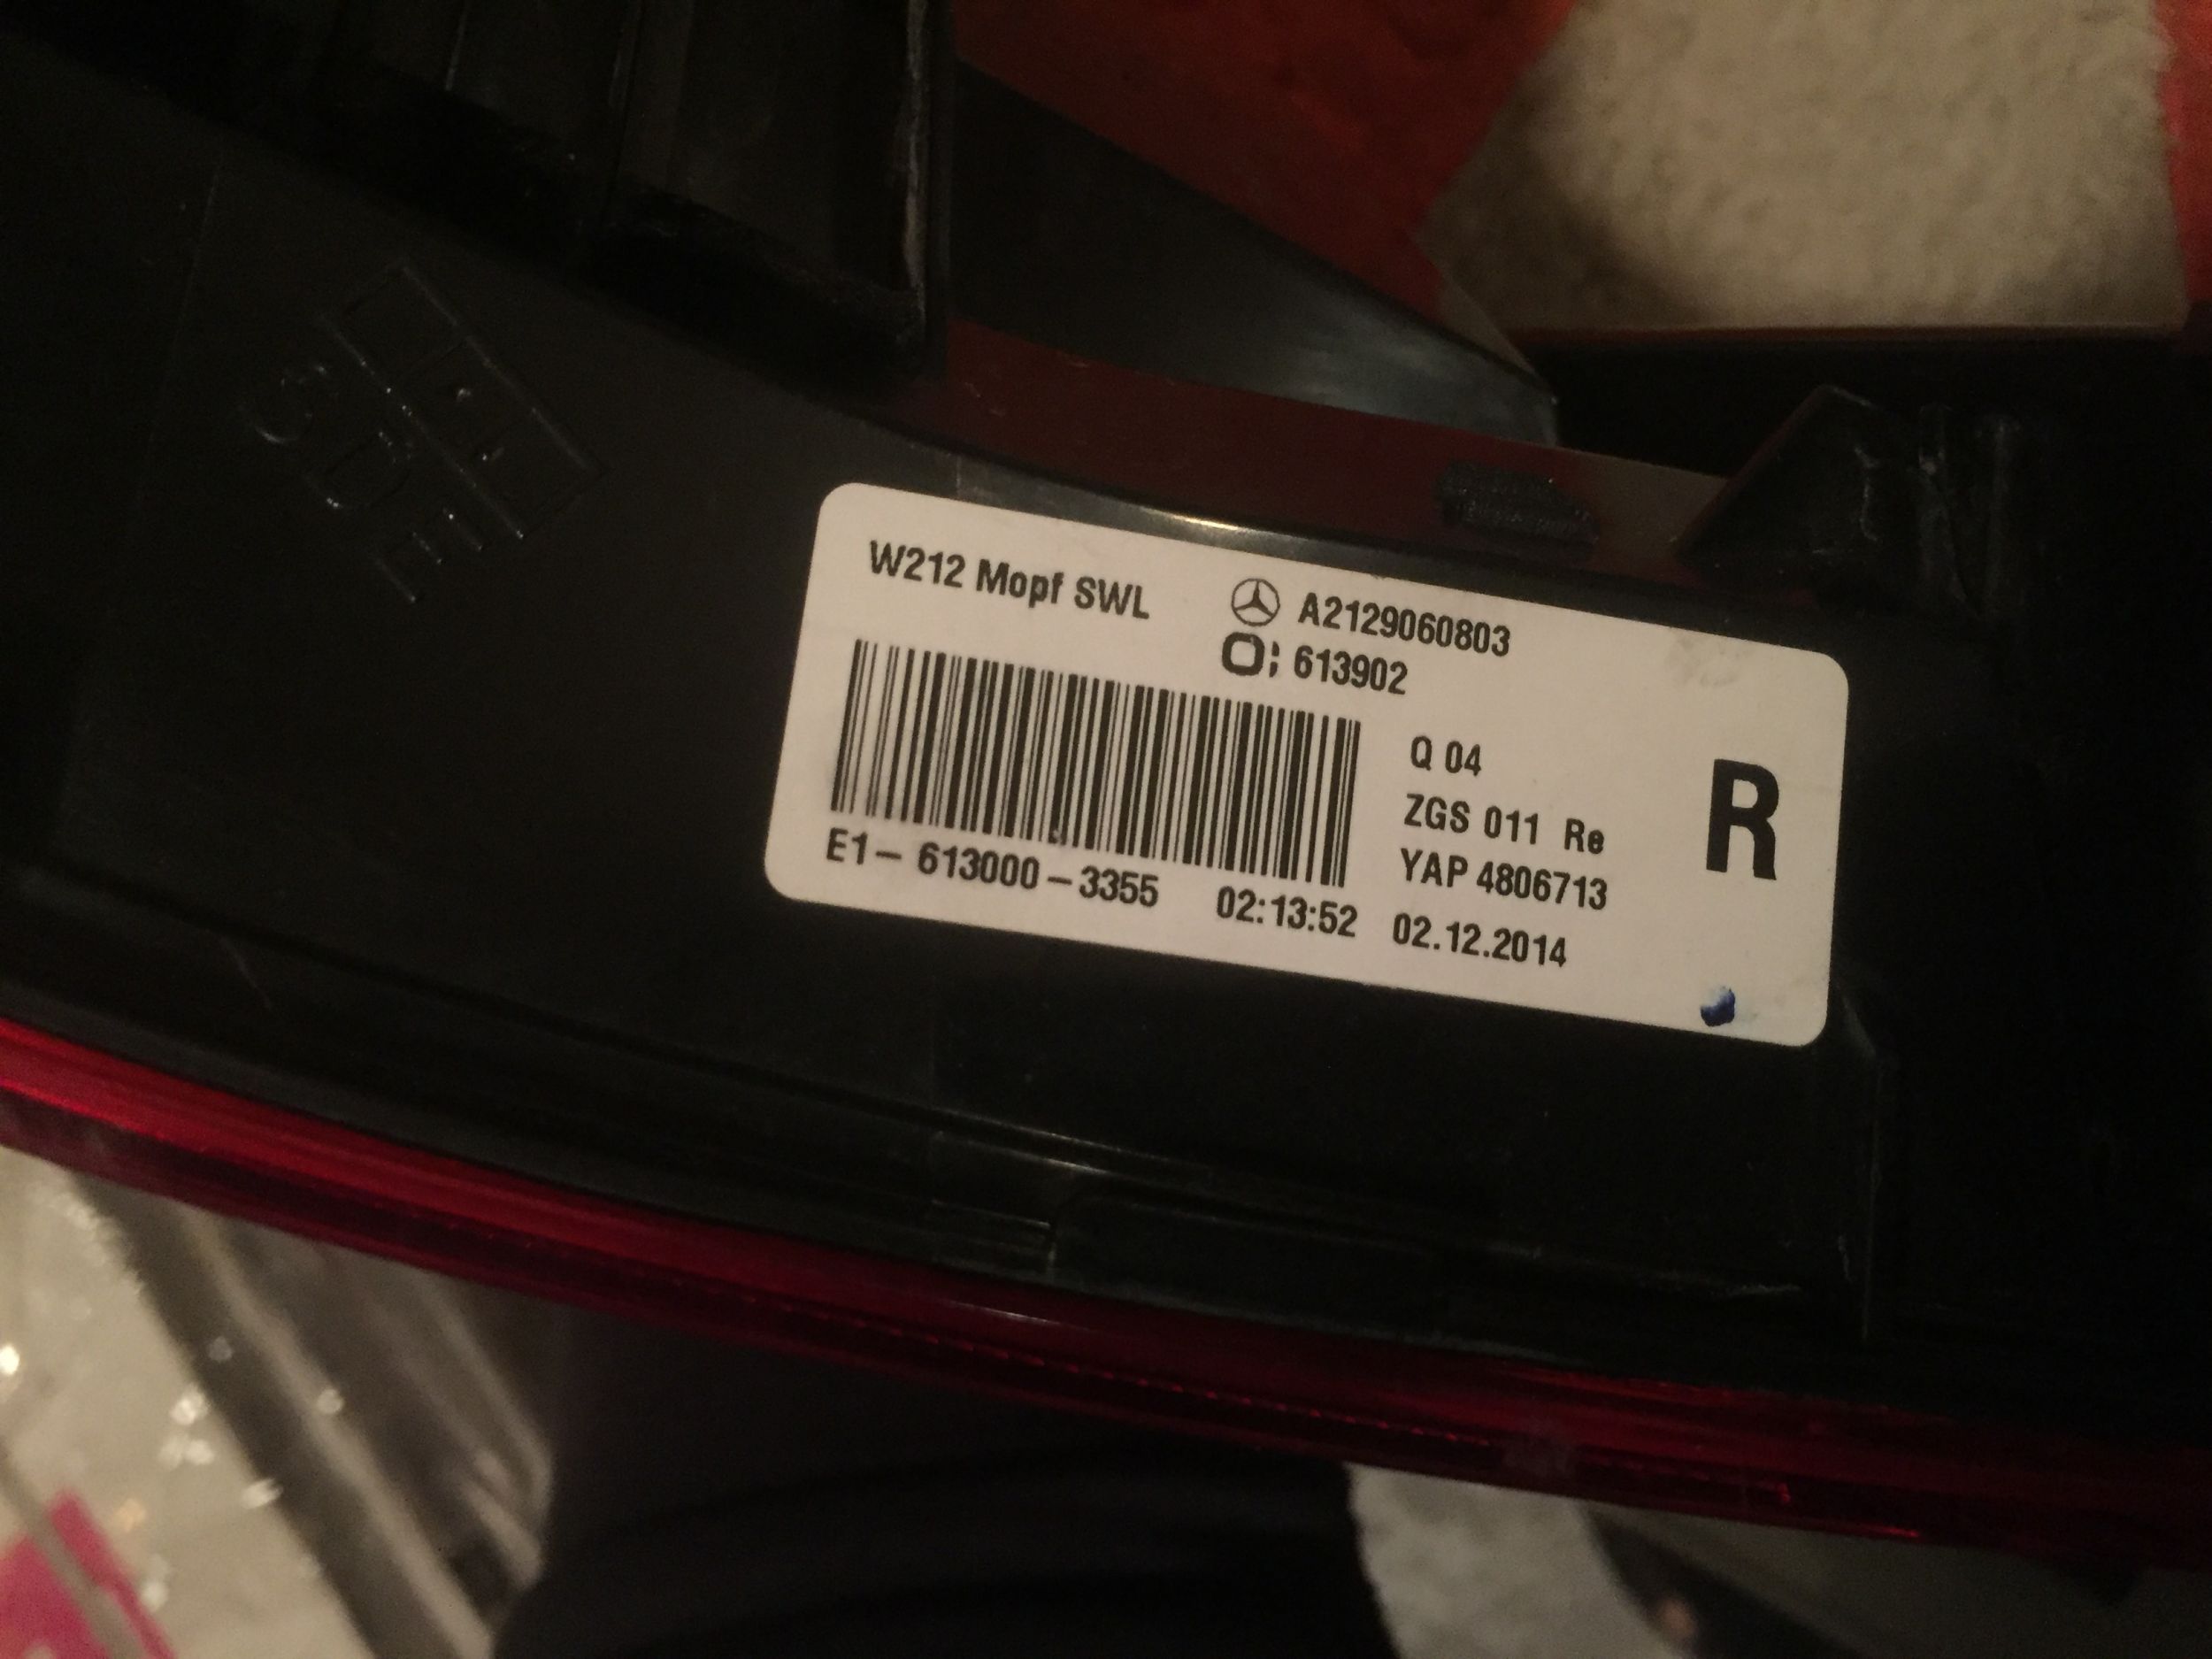 W212 Mopf SWL
A2129060803
613902
Q 04
ZGS 011 Re
YAP 4806713
R
E1- 613000-3355 02:13:52 02.12.2014